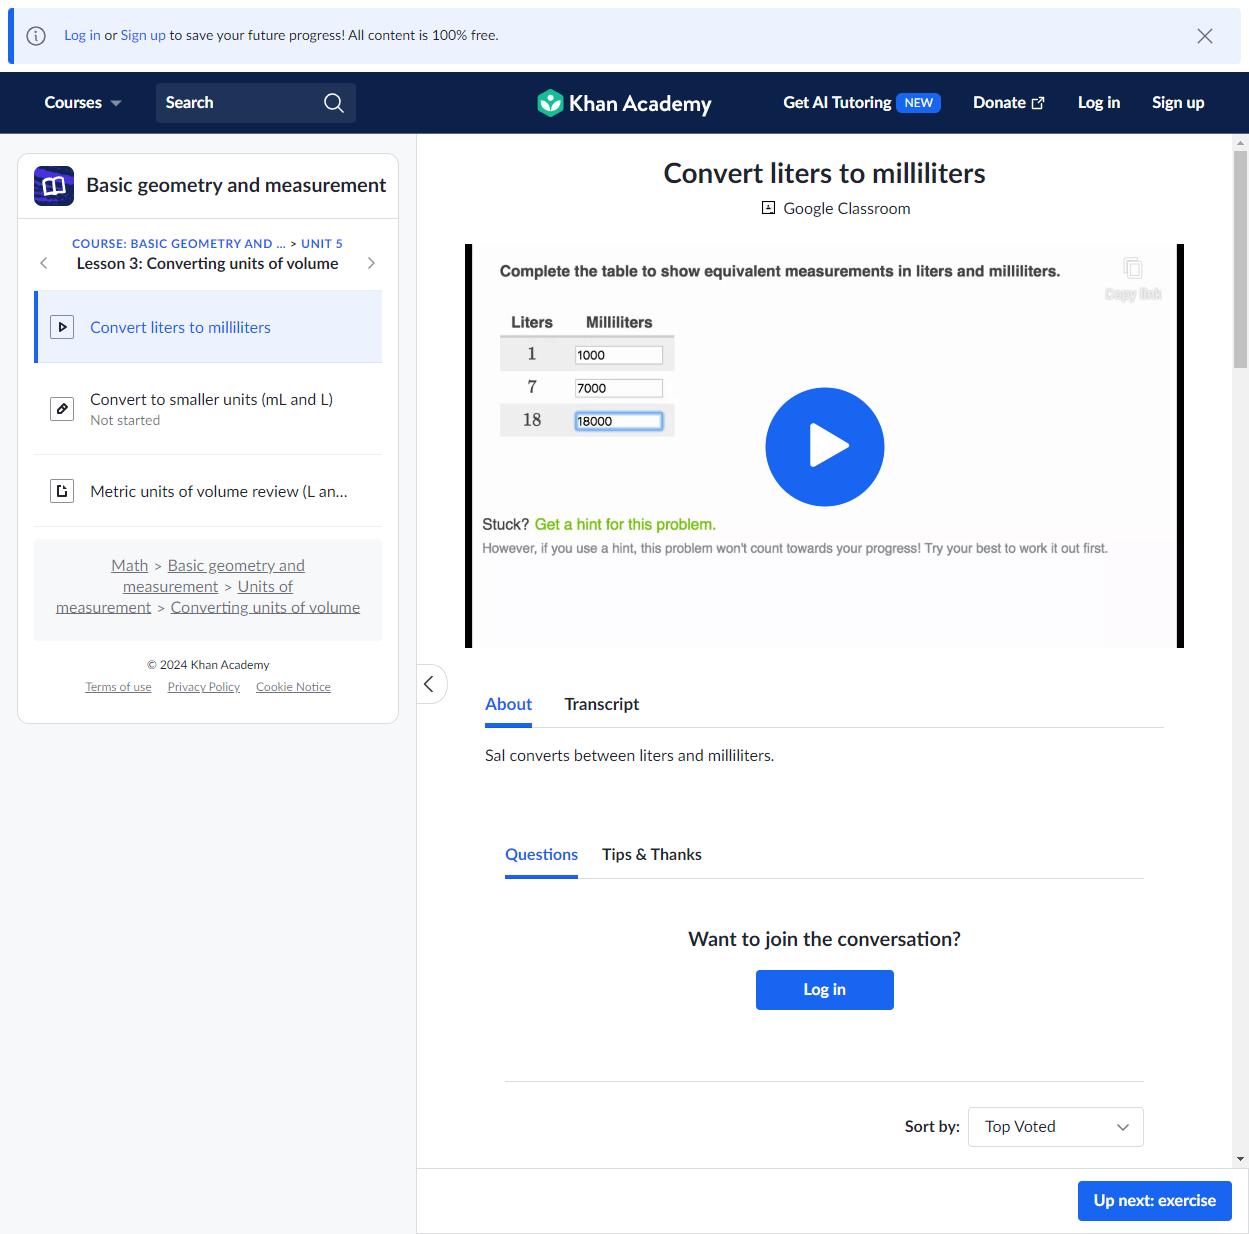 Log in or Sign up to save your future progress! All content is 100% free.
Courses
Search
Khan Academy
Get AI Tutoring NEW
Donate
Log in
Sign up
Basic geometry and measurement
COURSE: BASIC GEOMETRY AND ... > UNIT 5
Lesson 3: Converting units of volume
Convert liters to milliliters
Convert to smaller units (mL and L)
Not started
Metric units of volume review (L an...
Math > Basic geometry and
measurement > Units of
measurement > Converting units of volume
© 2024 Khan Academy
Terms of use Privacy Policy Cookie Notice
Convert liters to milliliters
Google Classroom
Complete the table to show equivalent measurements in liters and milliliters.
Copy link
Liters Milliliters
1 1000
7 7000
18 18000
Stuck? Get a hint for this problem.
However, if you use a hint, this problem won't count towards your progress! Try your best to work it out first.
About Transcript
Sal converts between liters and milliliters.
Questions Tips & Thanks
Want to join the conversation?
Log in
Sort by: Top Voted
Up next: exercise